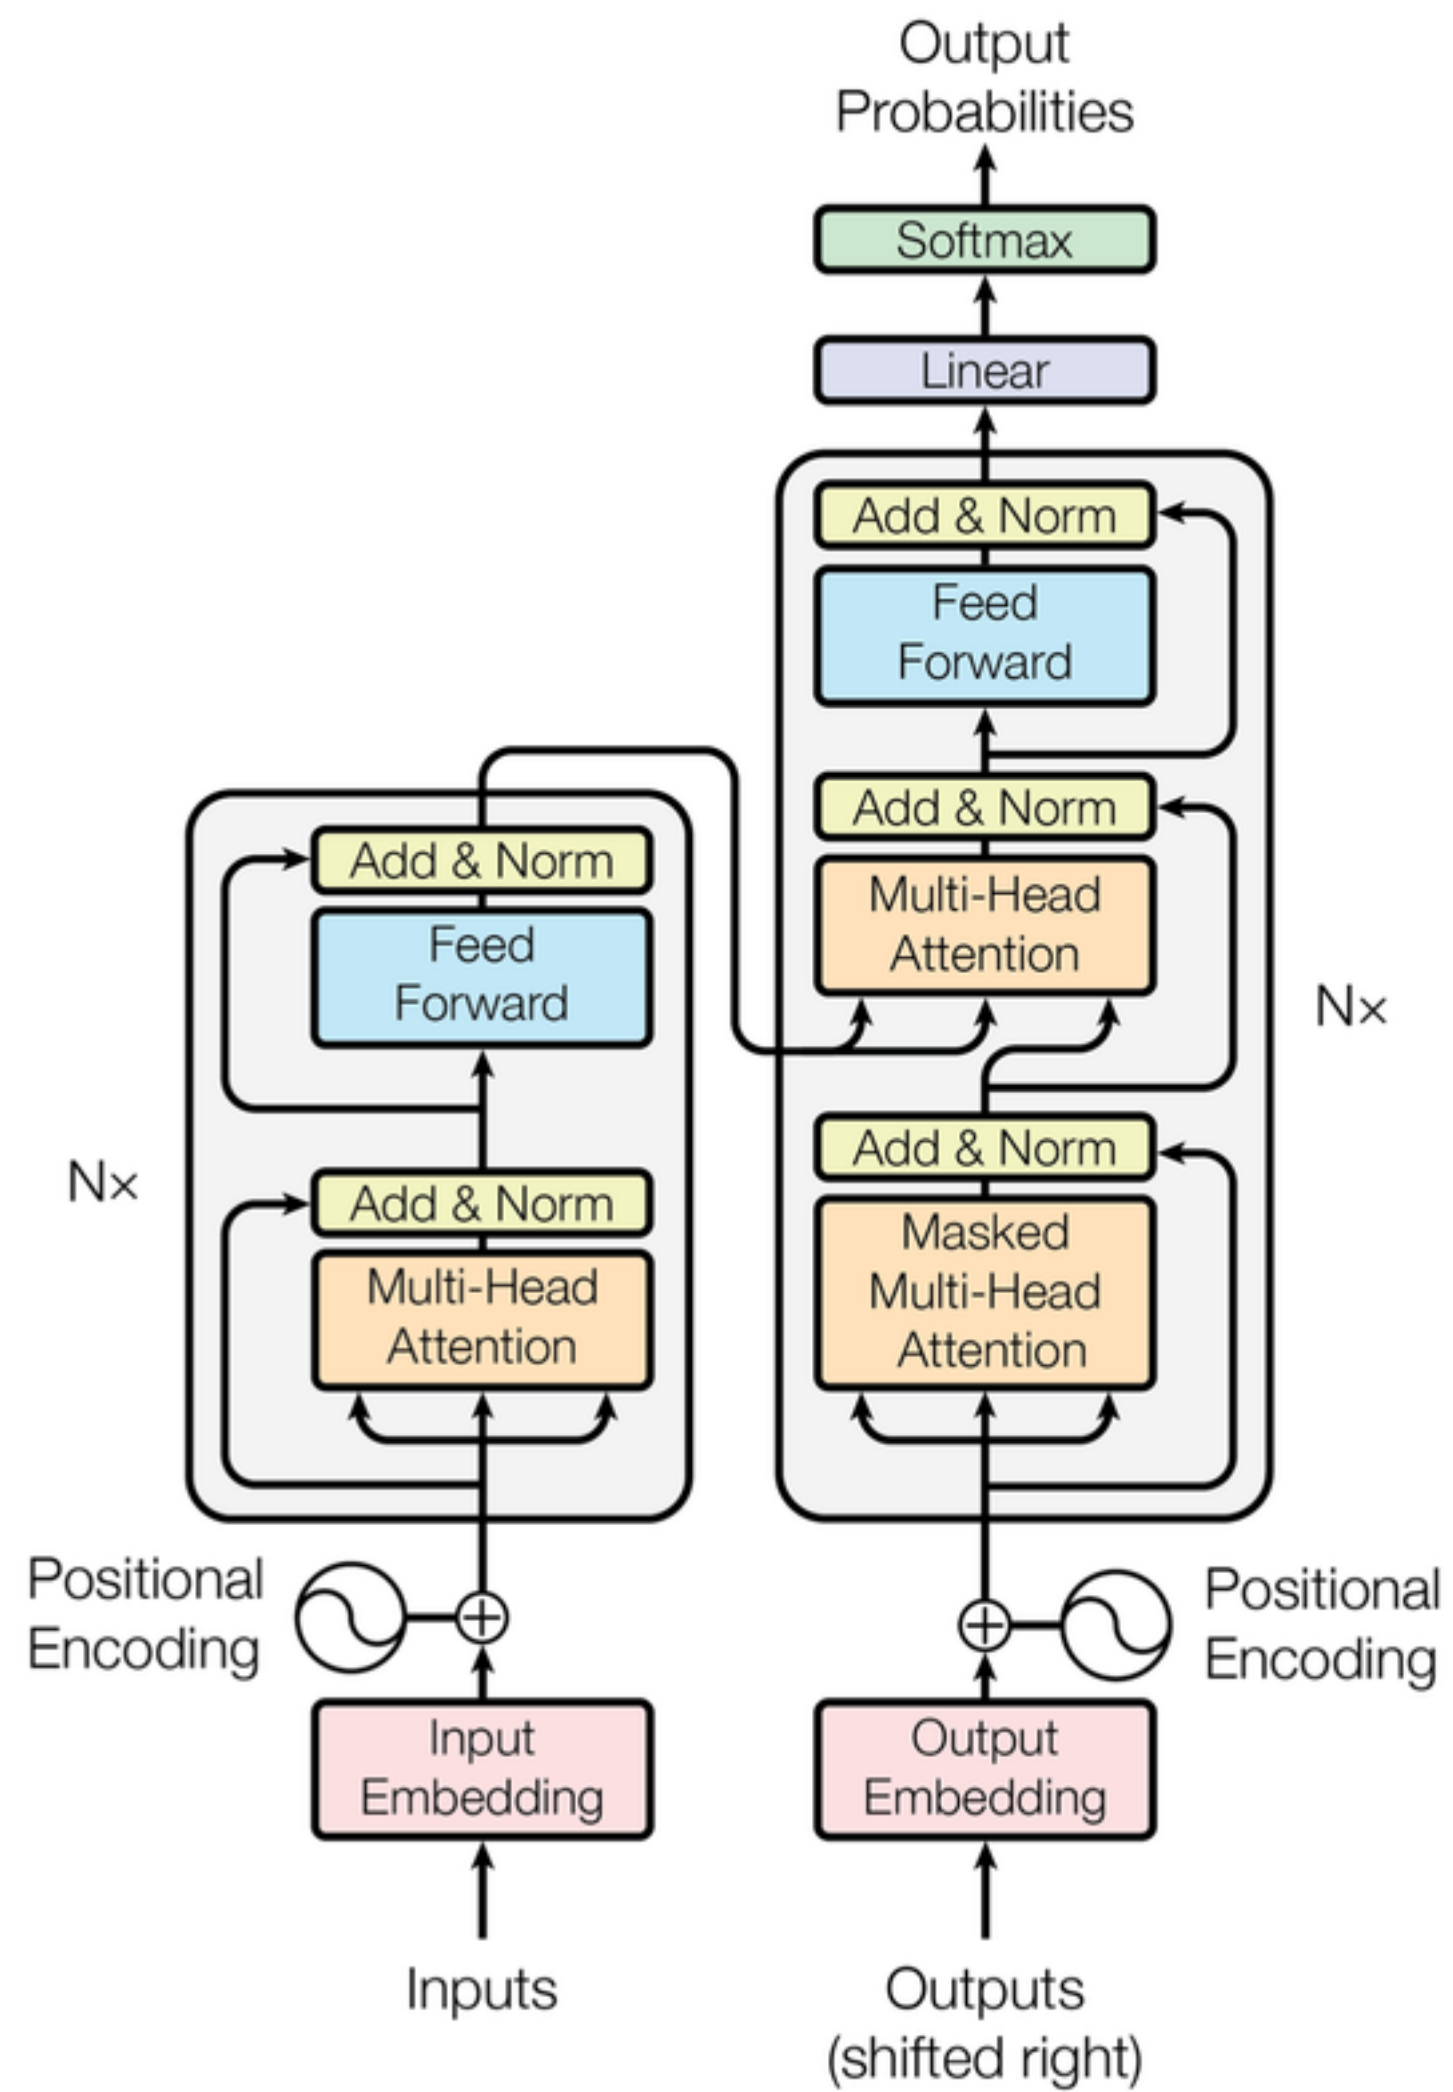 Output
Probabilities
Softmax
Linear
Add & Norm
Feed
Forward
Add & Norm
Multi-Head
Attention
Add & Norm
Masked
Multi-Head
Attention
N×
Add & Norm
Feed
Forward
Add & Norm
Multi-Head
Attention
N×
Positional
Encoding
Positional
Encoding
Input
Embedding
Output
Embedding
Inputs
Outputs
(shifted right)